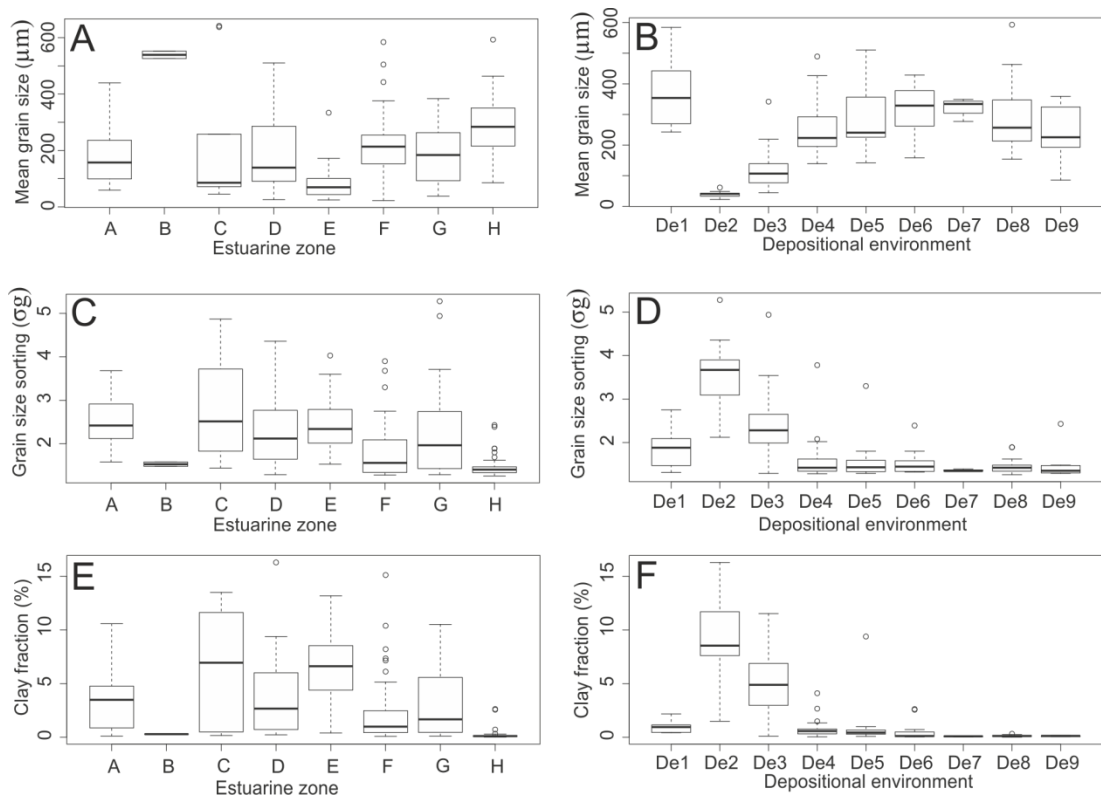 A
Mean grain size (μm)
0 200 400 600
A B C D E F G H
Estuarine zone
B
Mean grain size (μm)
0 100 200 300 400 600
De1 De2 De3 De4 De5 De6 De7 De8 De9
Depositional environment
C
Grain size sorting (σg)
2 3 4 5
A B C D E F G H
Estuarine zone
D
Grain size sorting (σg)
2 3 4 5
De1 De2 De3 De4 De5 De6 De7 De8 De9
Depositional environment
E
Clay fraction (%)
0 5 10 15
A B C D E F G H
Estuarine zone
F
Clay fraction (%)
0 5 10 15
De1 De2 De3 De4 De5 De6 De7 De8 De9
Depositional environment